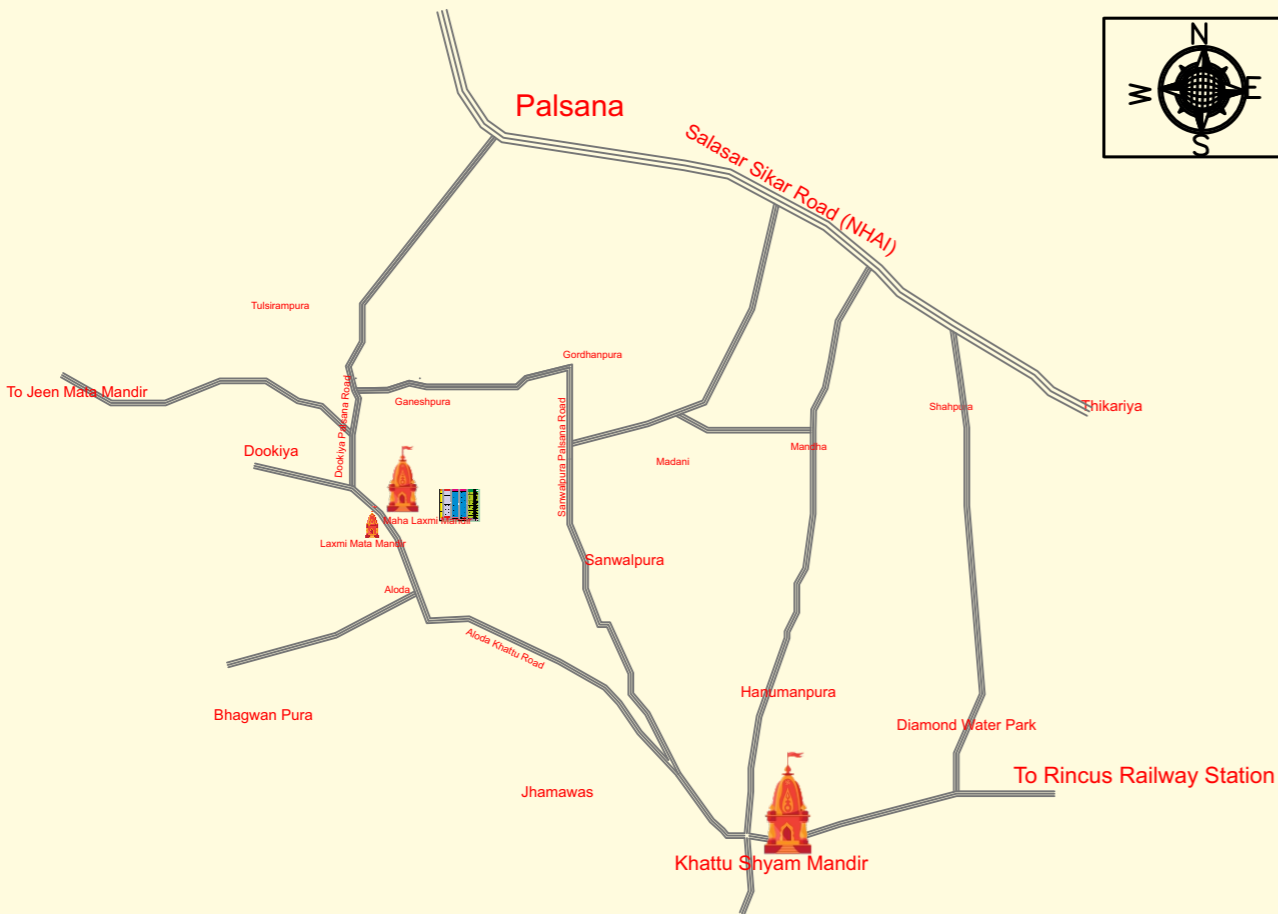 N
W
E
S
Palsana
Salasar Sikar Road (NHAI)
Tulsirampura
Gordhanpura
To Jeen Mata Mandir
Dookiya Palsana Road
Ganeshpura
Sanwalpura Palsana Road
Shahpura
Thikariya
Dookiya
Madani
Mandha
Maha Laxmi Mandir
Laxmi Mata Mandir
Sanwalpura
Aloda
Aloda Khattu Road
Hanumanpura
Bhagwan Pura
Diamond Water Park
To Rincus Railway Station
Jhamawas
Khattu Shyam Mandir